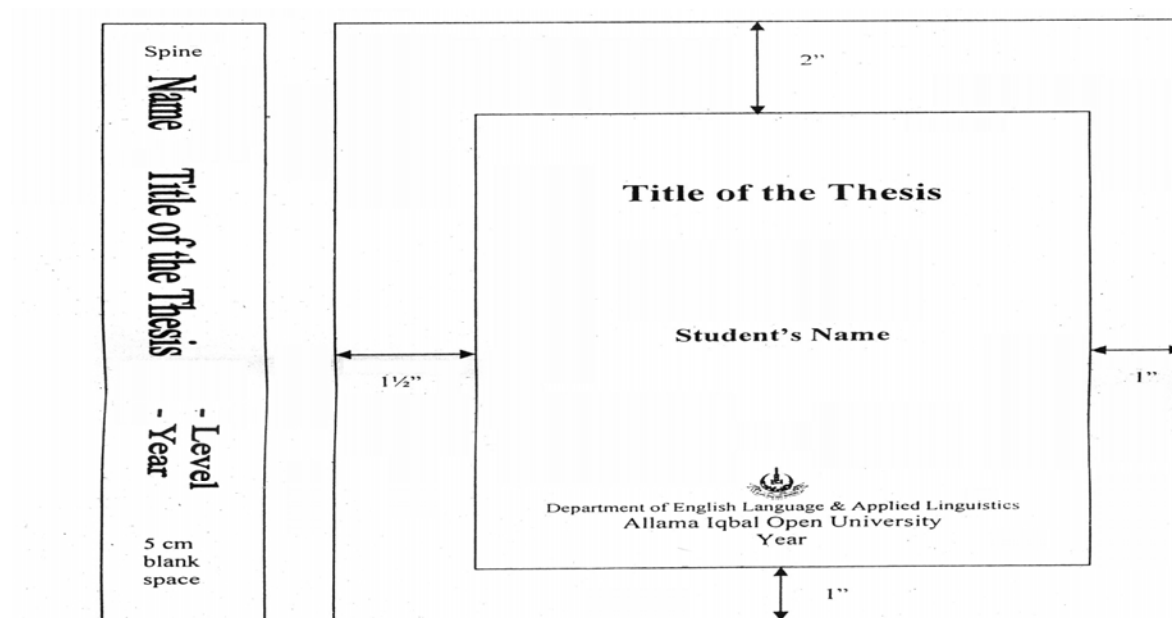 Spine
Name Title of the Thesis
- Level
- Year
5 cm
blank
space
2”
Title of the Thesis
Student’s Name
1½”
1”
Department of English Language & Applied Linguistics
Allama Iqbal Open University
Year
1”